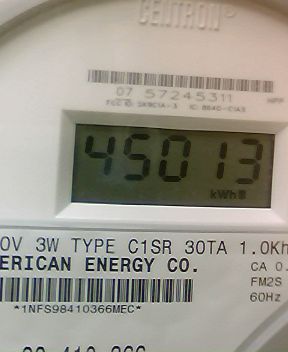 CENTRON®
07 57245311
45013
kWh
0V 3W TYPE C1SR 30TA 1.0Kh
ERICAN ENERGY CO.
CA 0.
FM2S
60Hz
*1NFS98410366MEC*